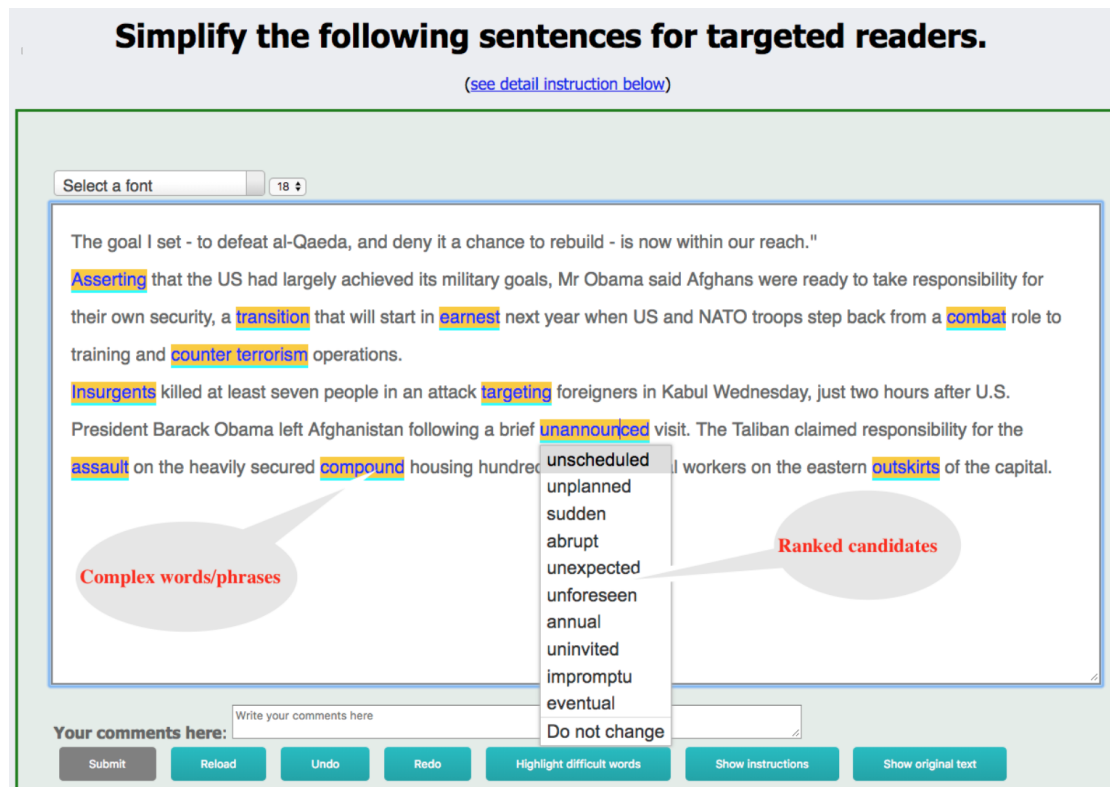 Simplify the following sentences for targeted readers.
(see detail instruction below)
Select a font
18
The goal I set - to defeat al-Qaeda, and deny it a chance to rebuild - is now within our reach."
Asserting that the US had largely achieved its military goals, Mr Obama said Afghans were ready to take responsibility for
their own security, a transition that will start in earnest next year when US and NATO troops step back from a combat role to
training and counter terrorism operations.
Insurgents killed at least seven people in an attack targeting foreigners in Kabul Wednesday, just two hours after U.S.
President Barack Obama left Afghanistan following a brief unannounced visit. The Taliban claimed responsibility for the
assault on the heavily secured compound housing workers on the eastern outskirts of the capital.
unscheduled
unplanned
sudden
abrupt
unexpected
unforeseen
annual
uninvited
impromptu
eventual
Do not change
Complex words/phrases
Ranked candidates
Your comments here:
Write your comments here
Submit
Reload
Undo
Redo
Highlight difficult words
Show instructions
Show original text